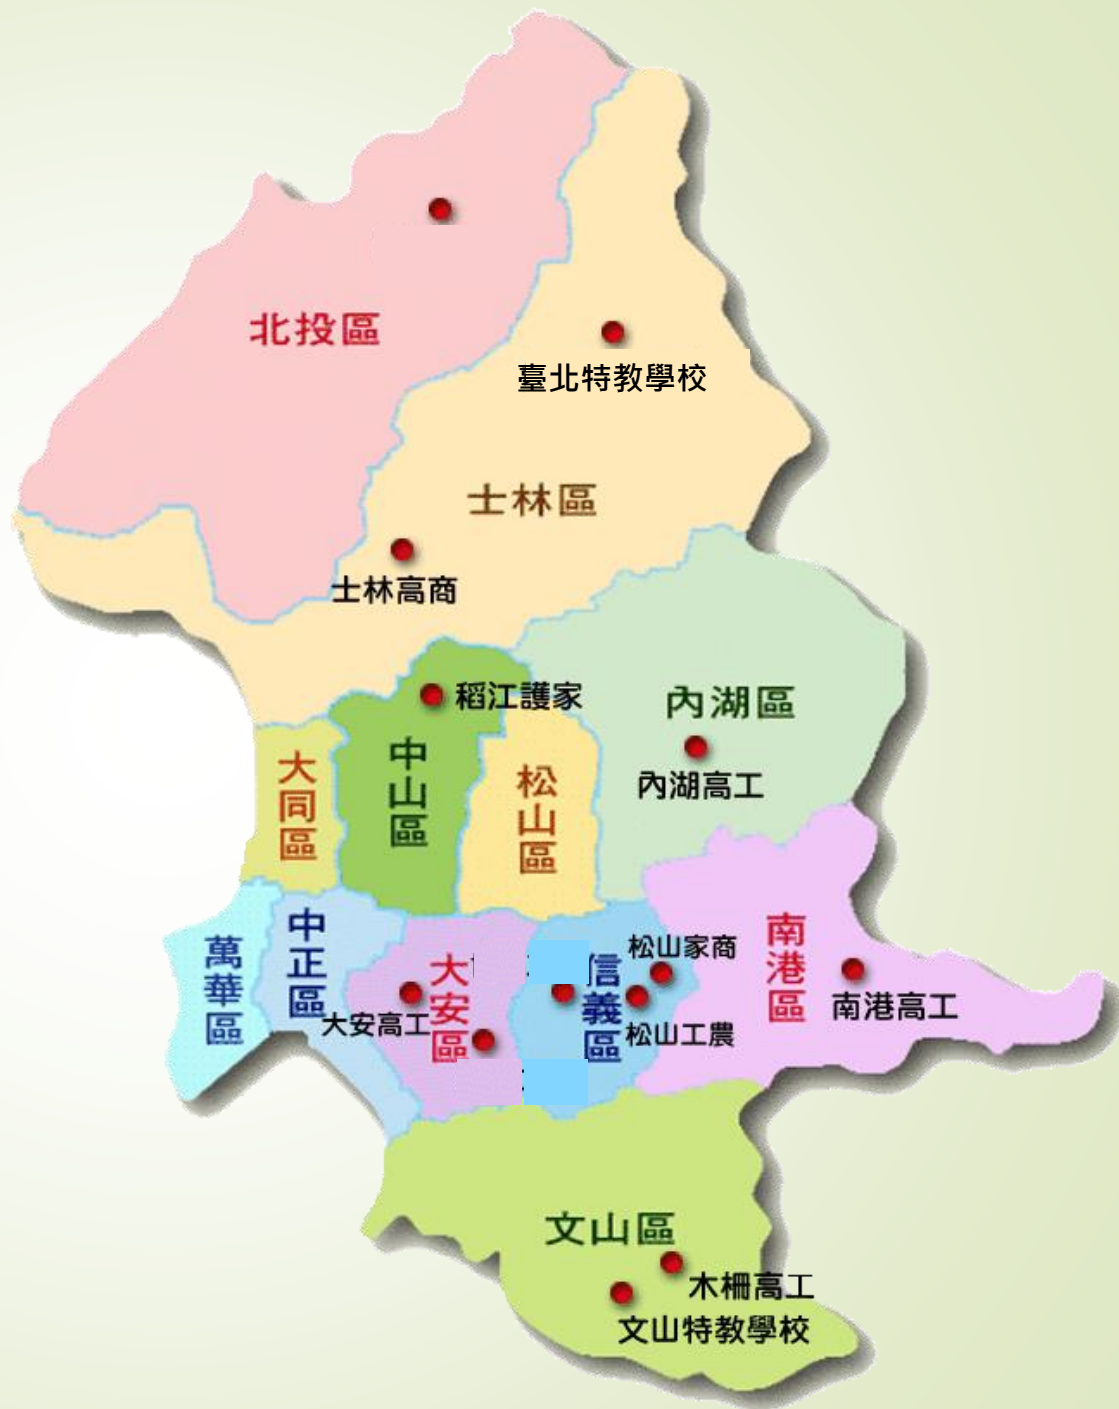 北投區
臺北特教學校
士林區
士林高商
稻江護家
內湖區
內湖高工
大同區
中山區
松山區
萬華區
中正區
大安高工
大安區
信義區
松山家商
松山工農
南港區
南港高工
文山區
木柵高工
文山特教學校